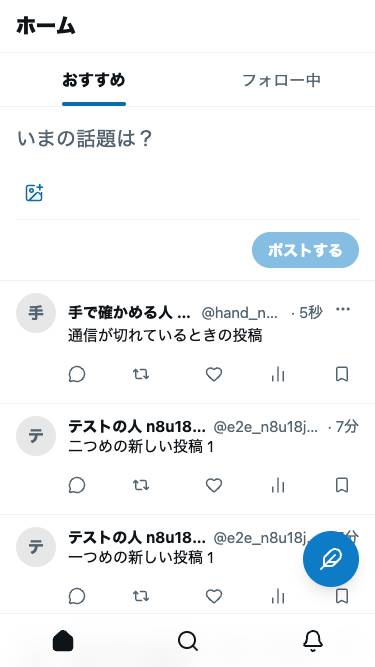 ホーム
おすすめ
フォロー中
いまの話題は？
ポストする
手
手で確かめる人 ... @hand_n... · 5秒 ...
通信が切れているときの投稿
テ
テストの人 n8u18... @e2e_n8u18j... · 7分
二つめの新しい投稿 1
テ
テストの人 n8u18... @e2e_n8u18j. 分
一つめの新しい投稿 1